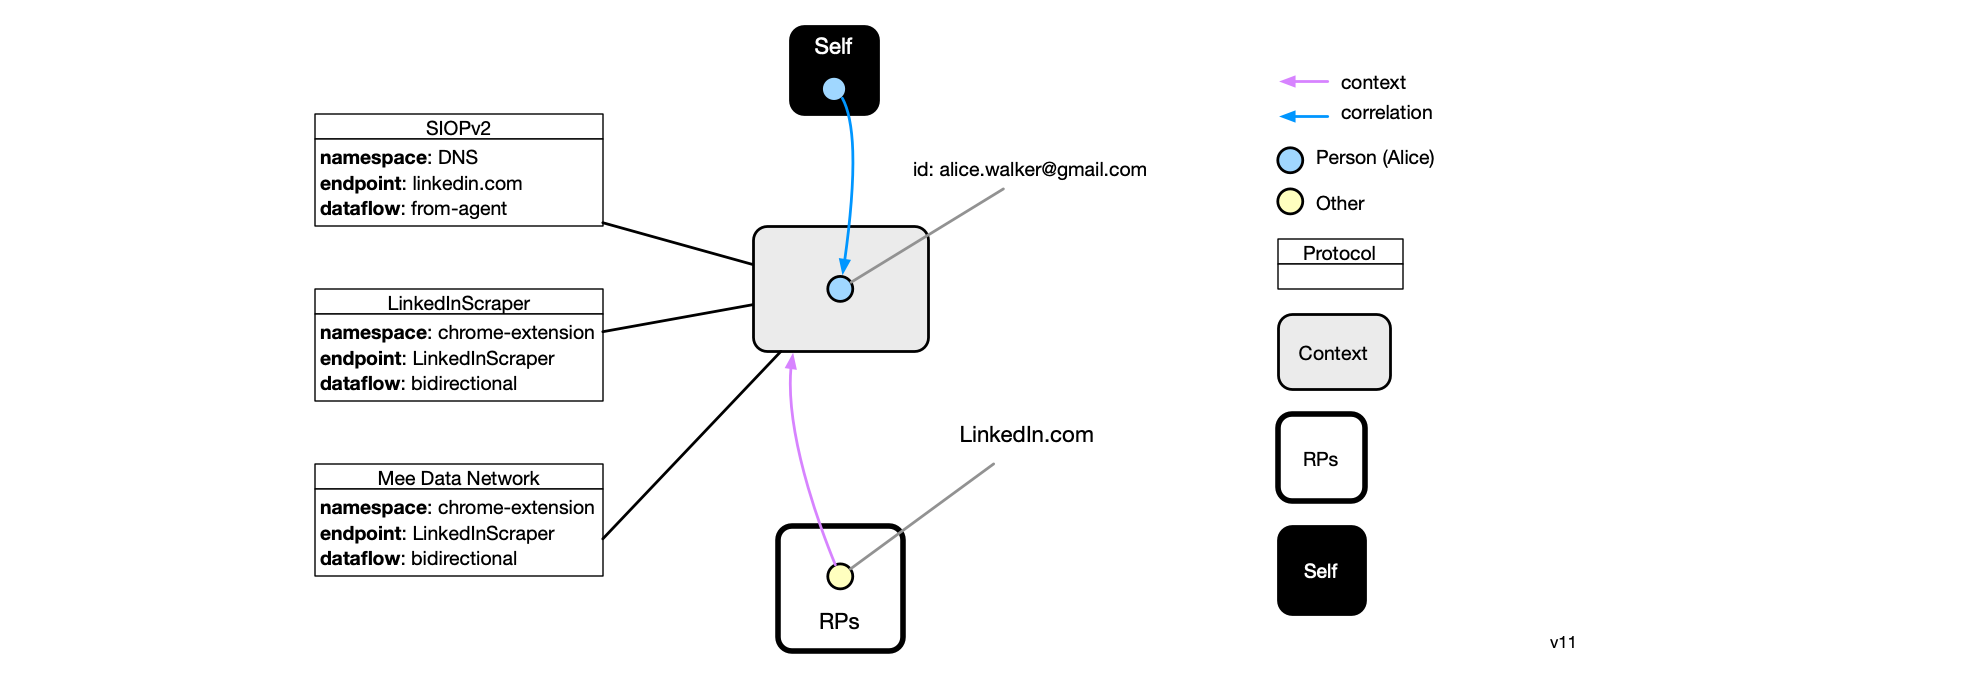 Self
SIOPv2
namespace: DNS
endpoint: linkedin.com
dataflow: from-agent
id: alice.walker@gmail.com
LinkedInScraper
namespace: chrome-extension
endpoint: LinkedInScraper
dataflow: bidirectional
Mee Data Network
namespace: chrome-extension
endpoint: LinkedInScraper
dataflow: bidirectional
LinkedIn.com
RPs
context
correlation
Person (Alice)
Other
Protocol
Context
RPs
Self
v11